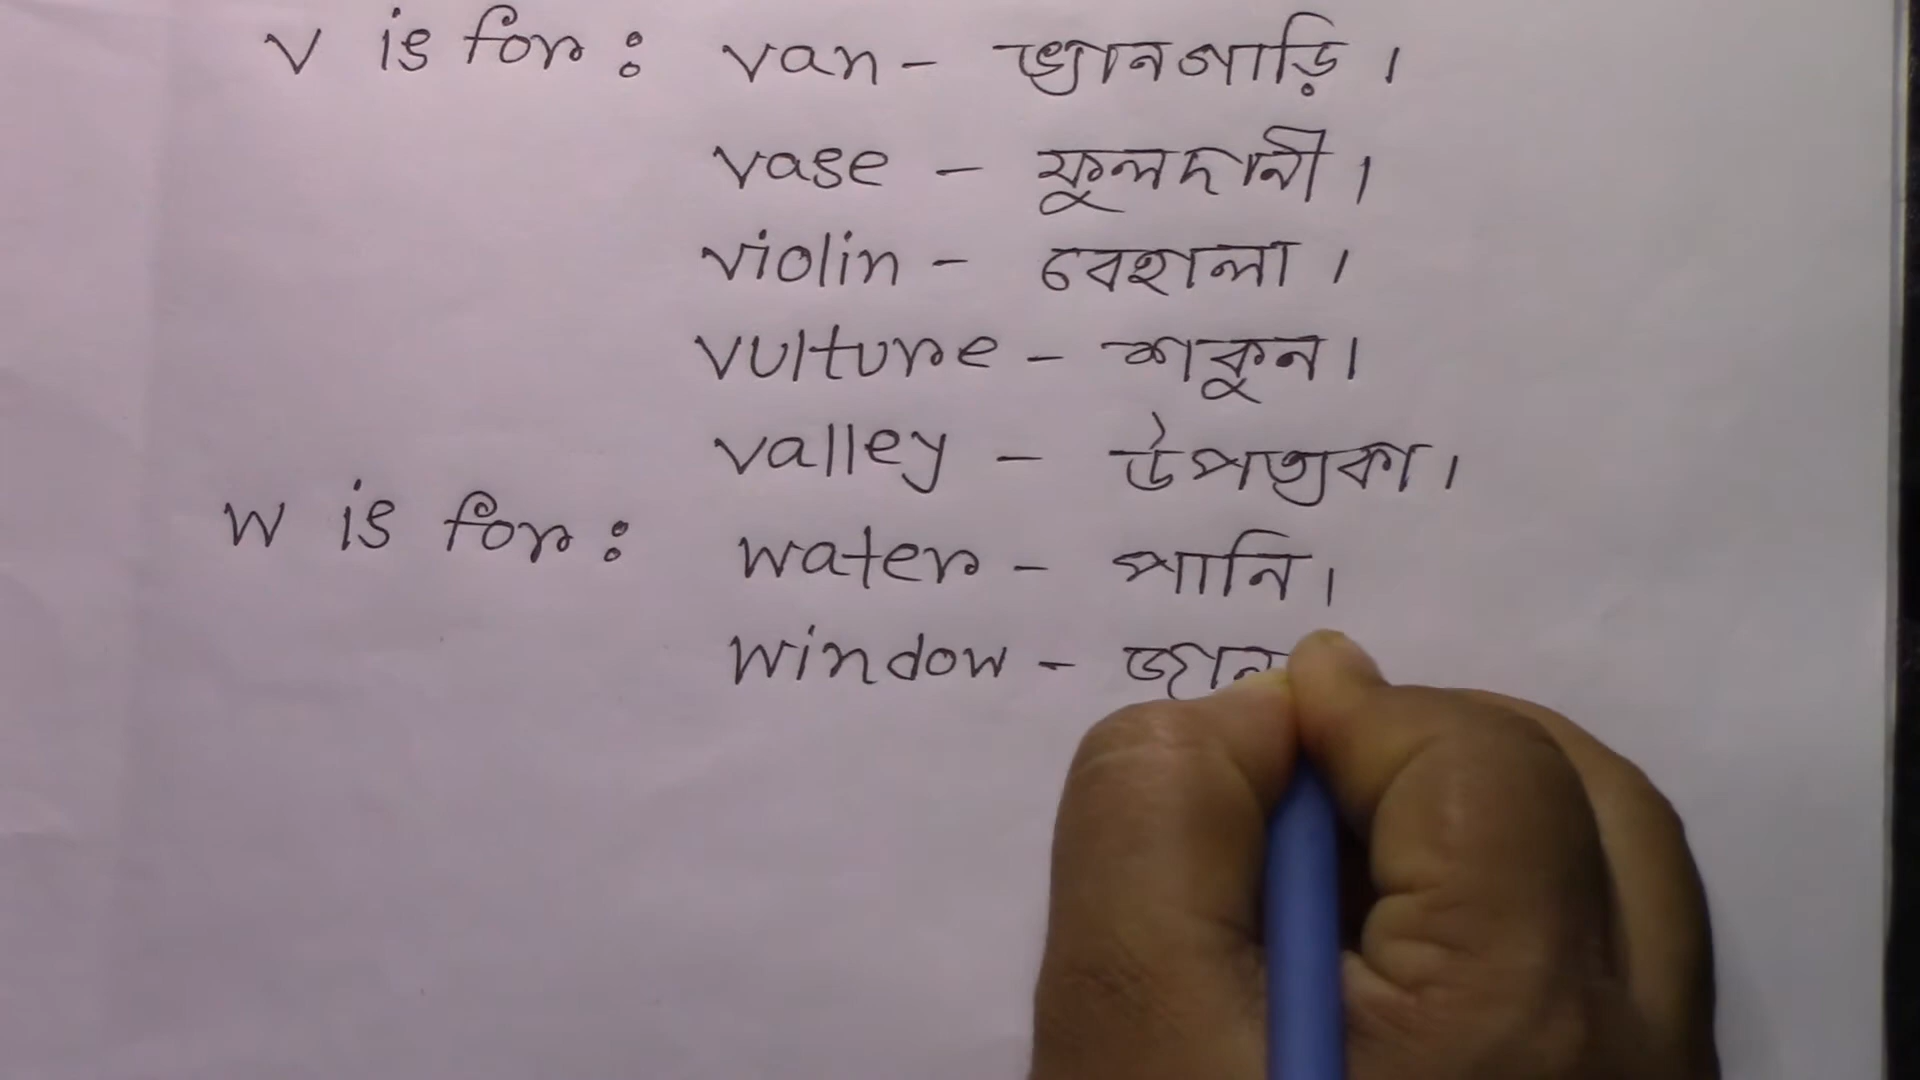 V is for : van - ভ্যানগাড়ি।
vase - ফুলদানী।
violin - বেহালা।
vulture - শকুন।
valley - উপত্যকা।
W is for : water - পানি।
window - জান